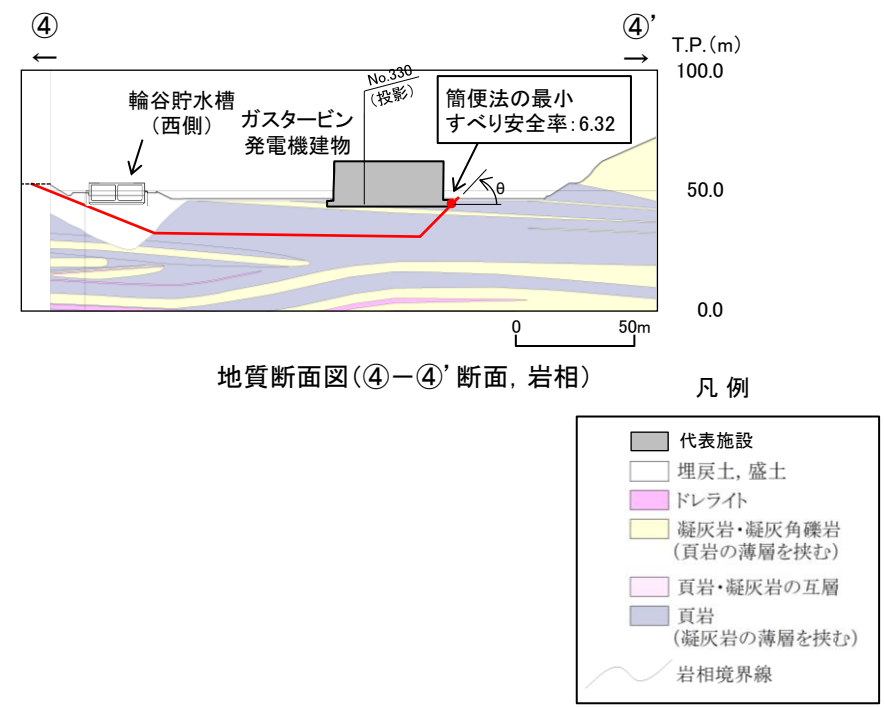 ④
④’
←
→
T.P.(m)
100.0
No.330
(投影)
輪谷貯水槽
(西側)
ガスタービン
発電機建物
簡便法の最小
すべり安全率:6.32
θ
50.0
0.0
0
50m
地質断面図(④-④’断面, 岩相)
凡 例
代表施設
埋戻土, 盛土
ドレライト
凝灰岩・凝灰角礫岩
(頁岩の薄層を挟む)
頁岩・凝灰岩の互層
頁岩
(凝灰岩の薄層を挟む)
岩相境界線